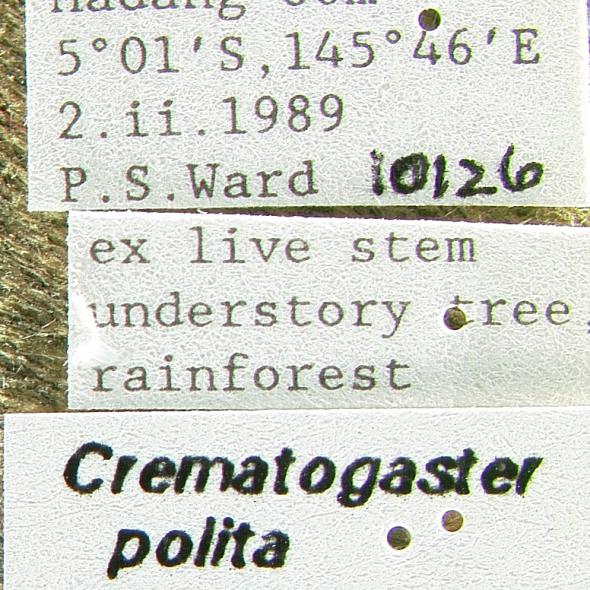 5°01'S,145°46'E
2.ii.1989
P.S.Ward 10126
ex live stem
understory tree,
rainforest
Crematogaster
polita